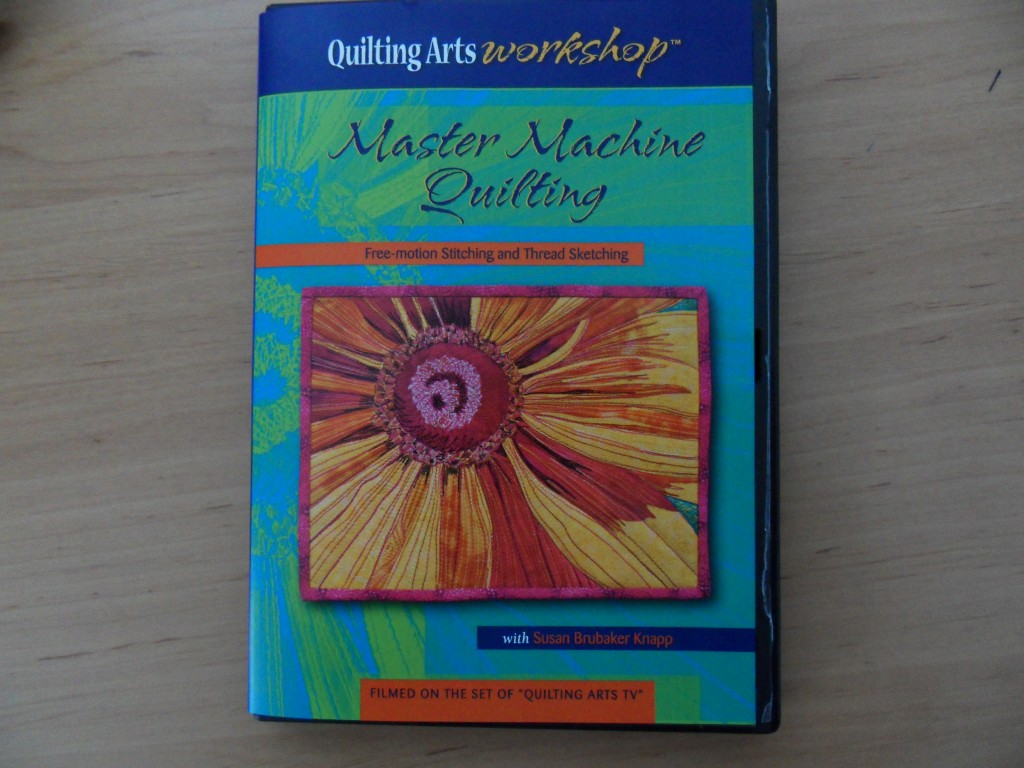 Quilting Arts workshop™
Master Machine
Quilting
Free-motion Stitching and Thread Sketching
with Susan Brubaker Knapp
FILMED ON THE SET OF "QUILTING ARTS TV"